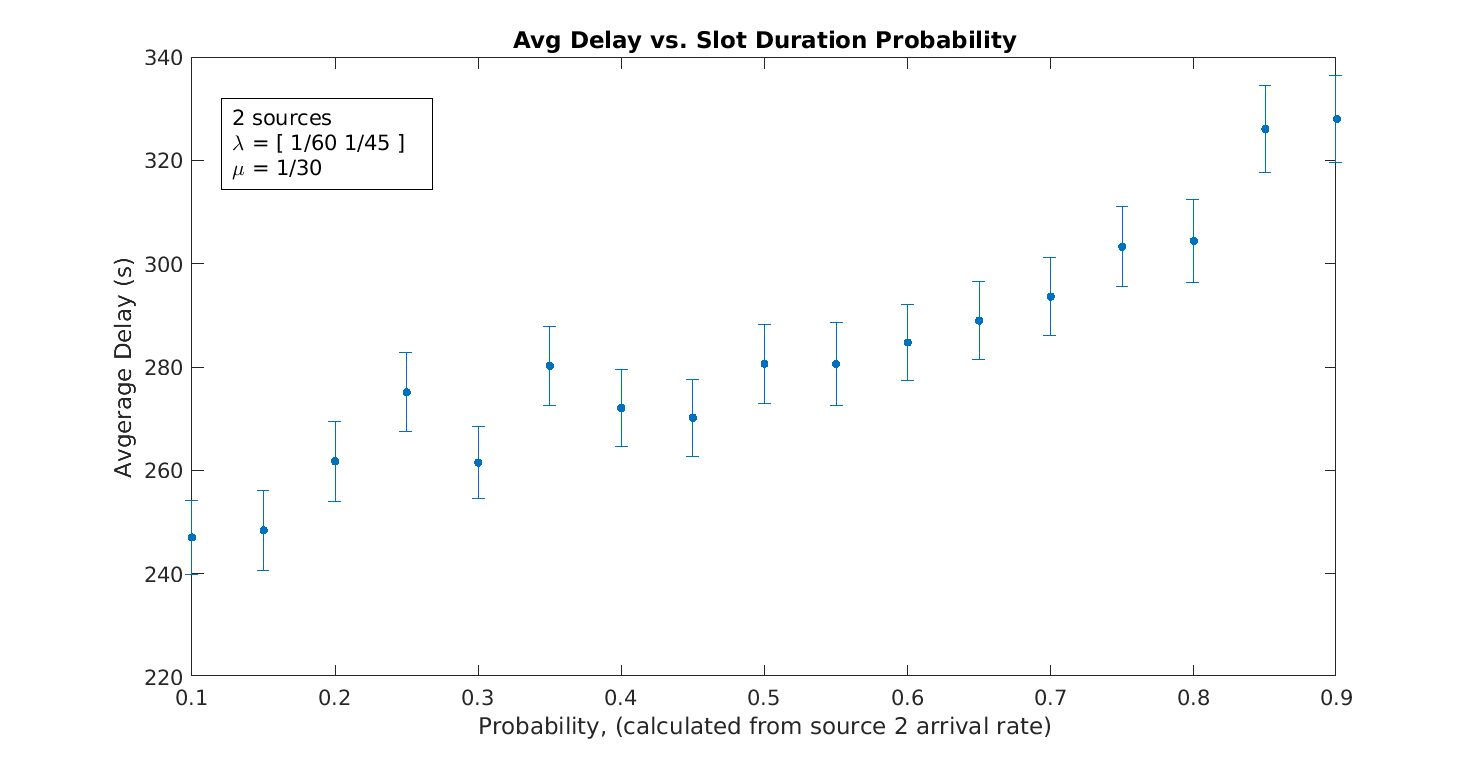 Avg Delay vs. Slot Duration Probability
340
320
300
280
260
240
220
2 sources
λ = [ 1/60 1/45 ]
μ = 1/30
Avgerage Delay (s)
0.1 0.2 0.3 0.4 0.5 0.6 0.7 0.8 0.9
Probability, (calculated from source 2 arrival rate)